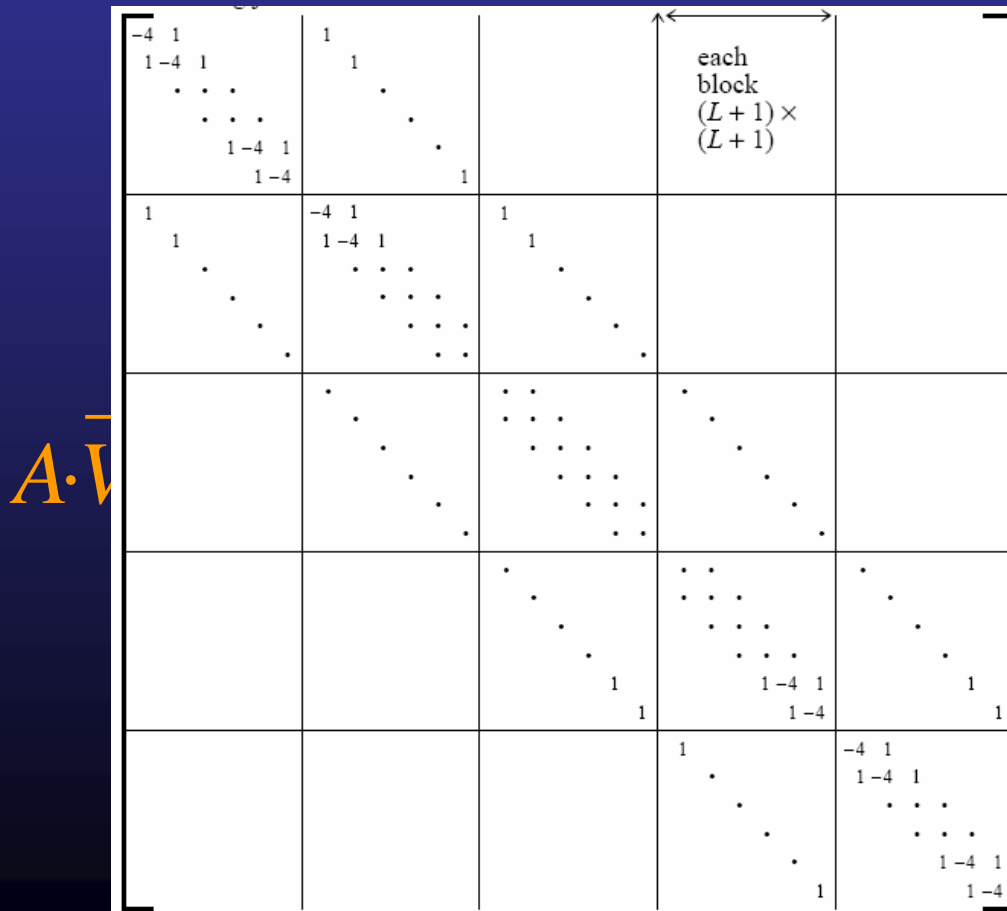 −4 1 1
1 −4 1 1 each
• • • • block
(L + 1) ×
• • • • (L + 1)
1 −4 1 •
1 −4 1
1 −4 1 1
1 1 −4 1 1
• • • • •
• • • • •
• • • • •
• • • •
• • • •
• • • • •
A· • • • • •
• • • • •
• • • • •
• • • •
• • • •
• • • • •
• • • • •
• • • • •
1 1 −4 1 1
1 1 −4 1
1 −4 1
• 1 −4 1
• • • •
• • • •
• 1 −4 1
1 1 −4